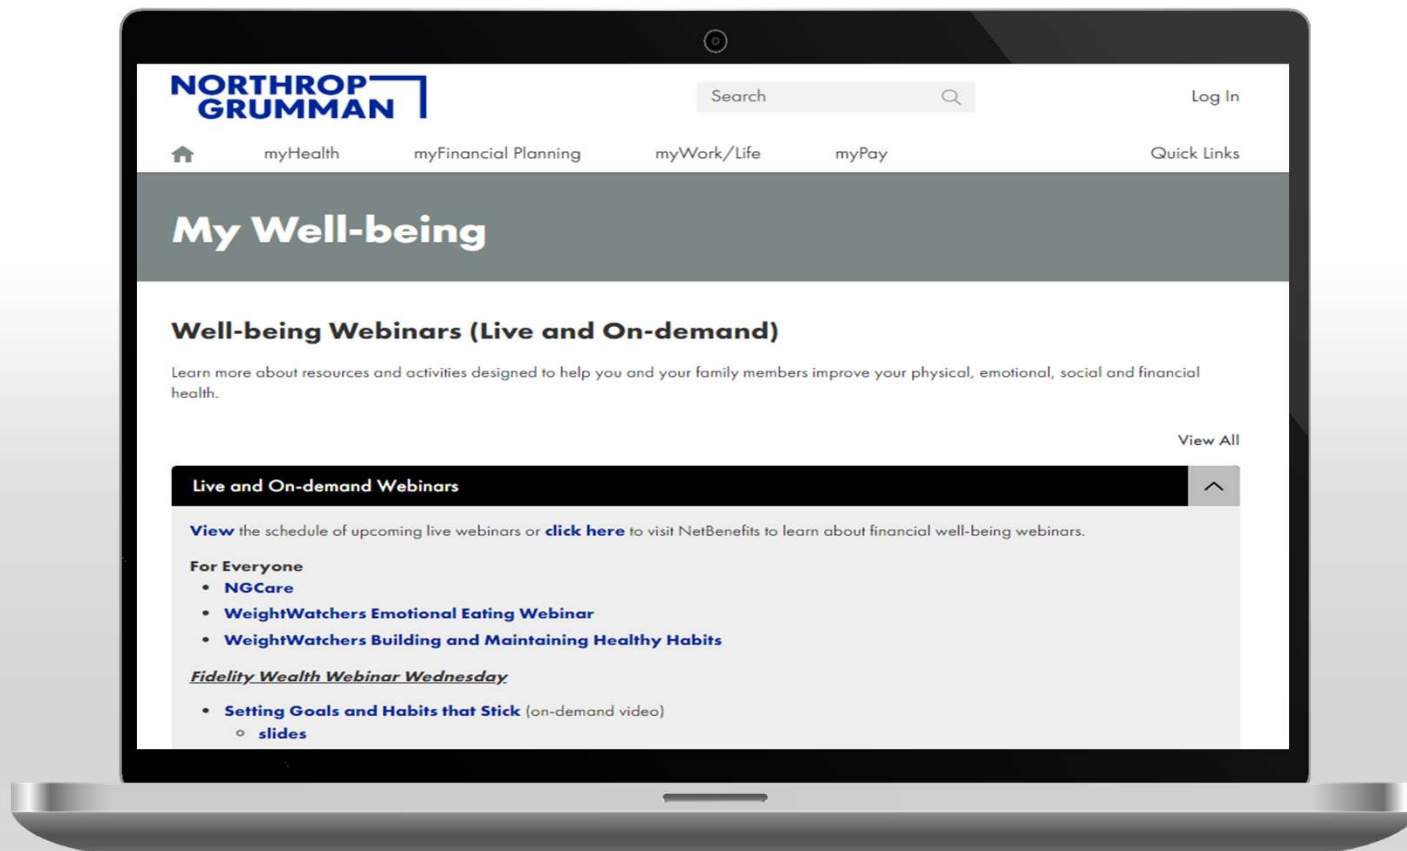 NORTHROP
GRUMMAN
Search
Log In
myHealth
myFinancial Planning
myWork/Life
myPay
Quick Links
My Well-being
Well-being Webinars (Live and On-demand)
Learn more about resources and activities designed to help you and your family members improve your physical, emotional, social and financial
health.
View All
Live and On-demand Webinars
View the schedule of upcoming live webinars or click here to visit NetBenefits to learn about financial well-being webinars.
For Everyone
• NGCare
• WeightWatchers Emotional Eating Webinar
• WeightWatchers Building and Maintaining Healthy Habits
Fidelity Wealth Webinar Wednesday
• Setting Goals and Habits that Stick (on-demand video)
○ slides